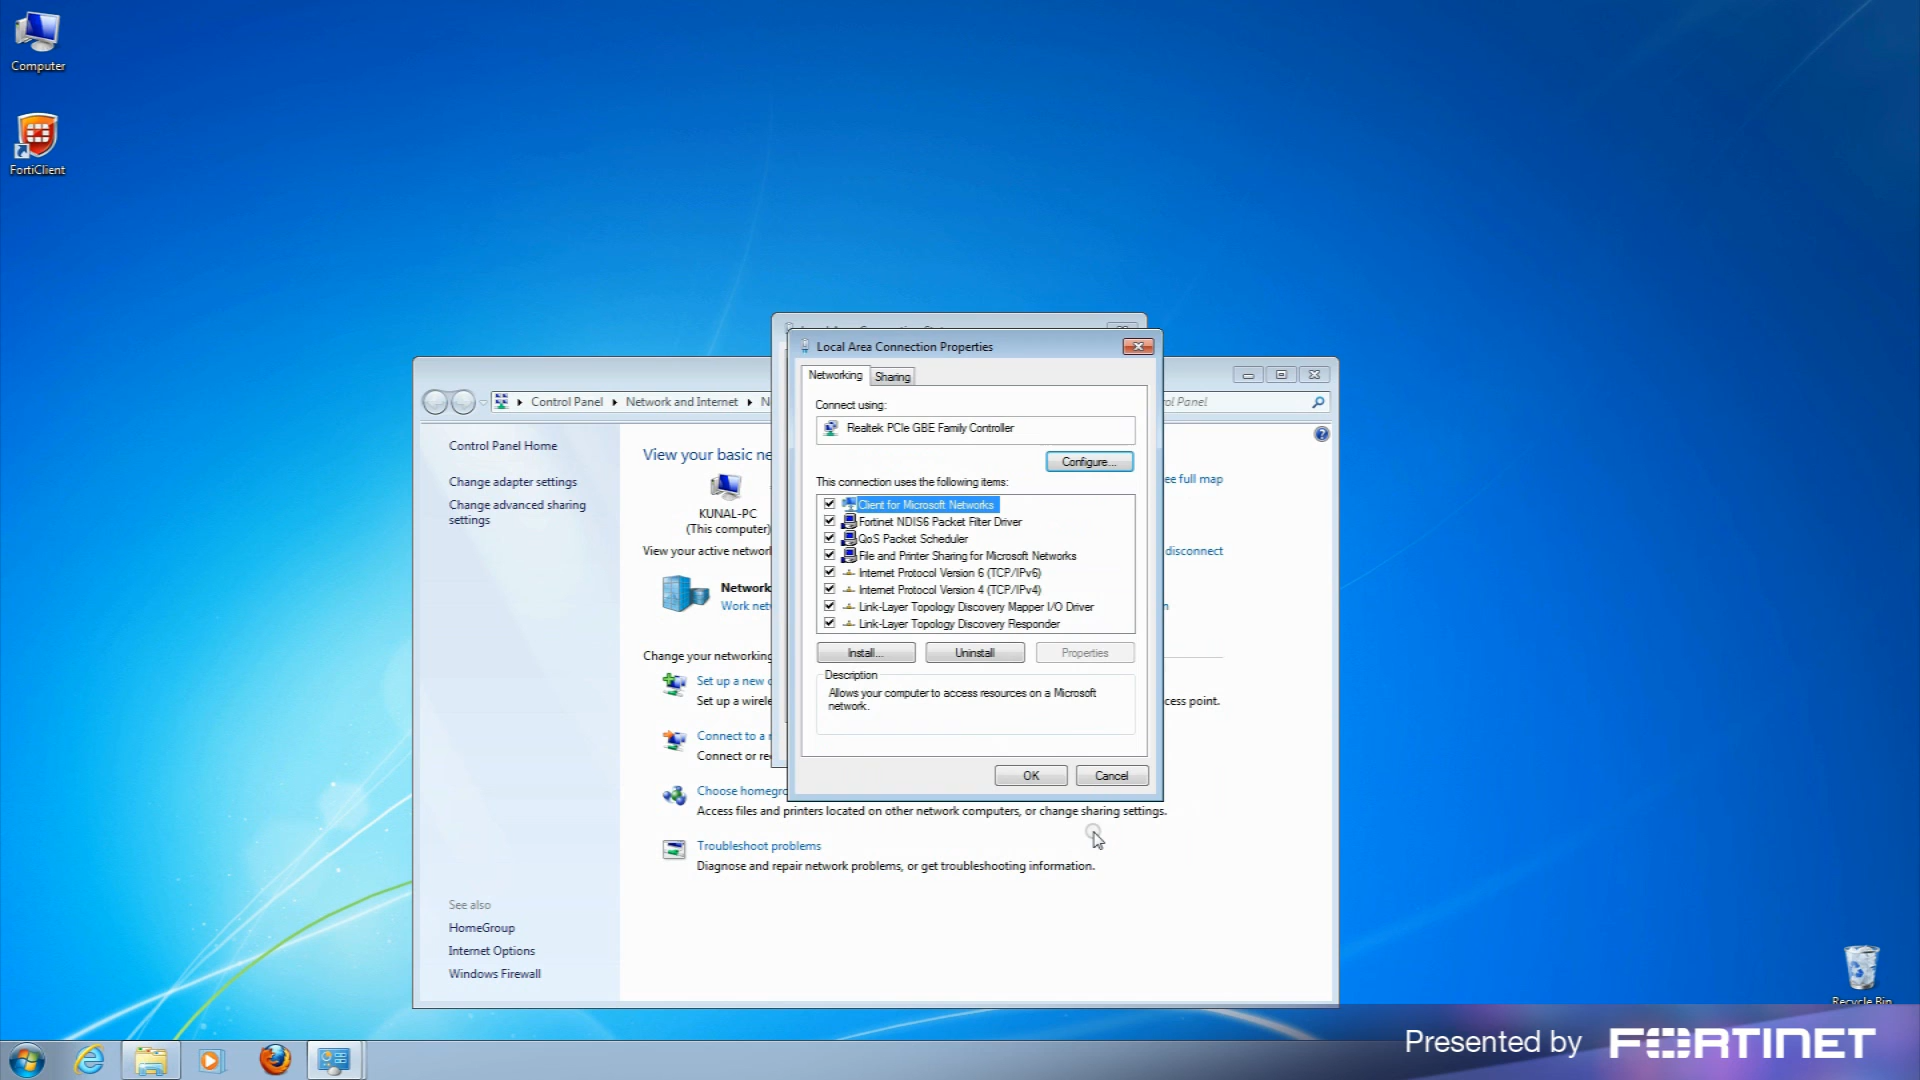 Computer
FortiClient
Local Area Connection Properties
Networking
Sharing
Connect using:
Realtek PCIe GBE Family Controller
Configure...
This connection uses the following items:
Client for Microsoft Networks
Fortinet NDIS6 Packet Filter Driver
QoS Packet Scheduler
File and Printer Sharing for Microsoft Networks
Internet Protocol Version 6 (TCP/IPv6)
Internet Protocol Version 4 (TCP/IPv4)
Link-Layer Topology Discovery Mapper I/O Driver
Link-Layer Topology Discovery Responder
Install...
Uninstall
Properties
Description
Allows your computer to access resources on a Microsoft
network.
OK
Cancel
Control Panel
Network and Internet
N
Panel
Control Panel Home
Change adapter settings
Change advanced sharing
settings
See also
HomeGroup
Internet Options
Windows Firewall
View your basic ne
ee full map
KUNAL-PC
(This computer)
View your active network
disconnect
Network
Work net
Change your networking
Set up a new
Set up a wirele
cess point.
Connect to a
Connect or
Choose homegro
Access files and printers located on other network computers, or change sharing settings.
Troubleshoot problems
Diagnose and repair network problems, or get troubleshooting information.
Recycle Bin
Presented by FORTINET